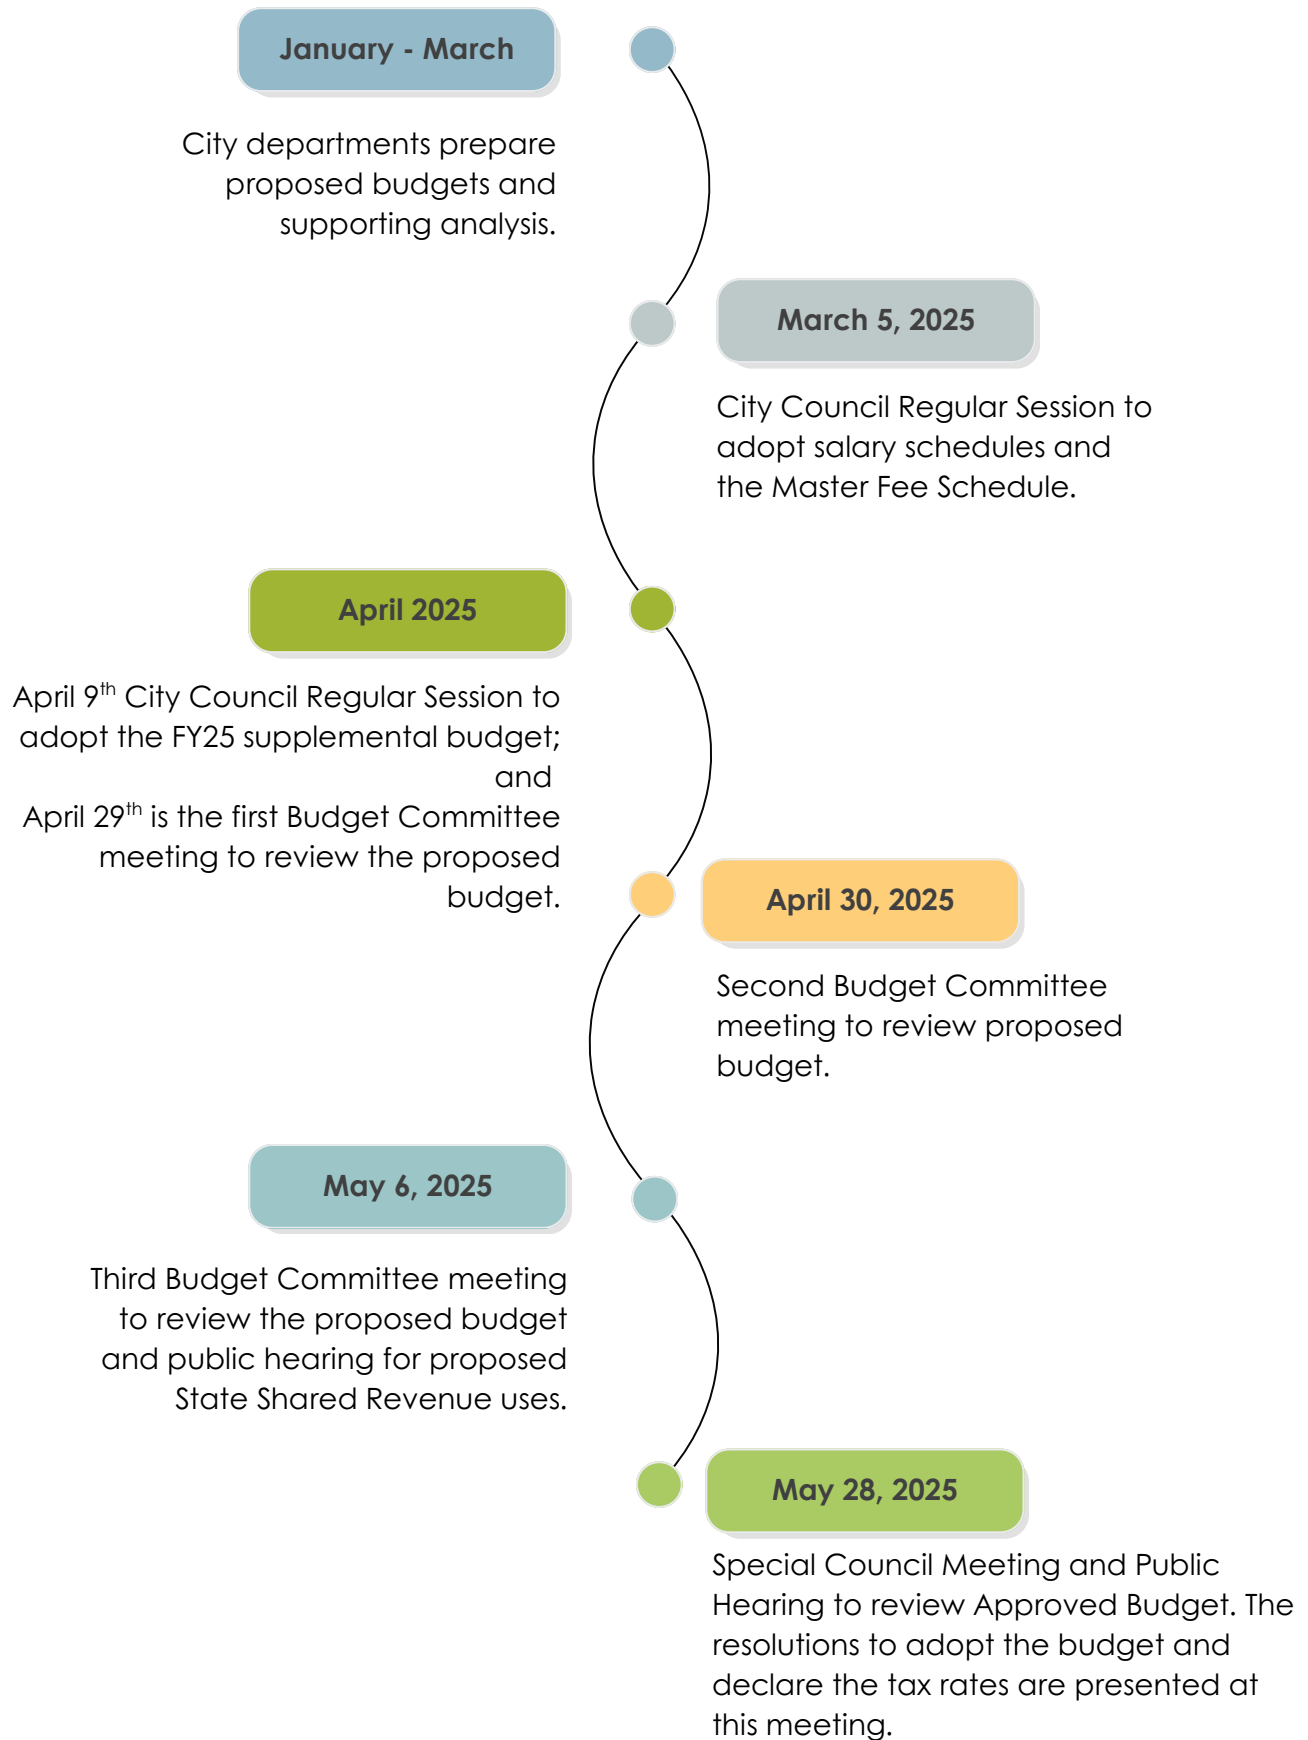 January - March
City departments prepare
proposed budgets and
supporting analysis.
March 5, 2025
City Council Regular Session to
adopt salary schedules and
the Master Fee Schedule.
April 2025
April 9th City Council Regular Session to
adopt the FY25 supplemental budget;
and
April 29th is the first Budget Committee
meeting to review the proposed
budget.
April 30, 2025
Second Budget Committee
meeting to review proposed
budget.
May 6, 2025
Third Budget Committee meeting
to review the proposed budget
and public hearing for proposed
State Shared Revenue uses.
May 28, 2025
Special Council Meeting and Public
Hearing to review Approved Budget. The
resolutions to adopt the budget and
declare the tax rates are presented at
this meeting.